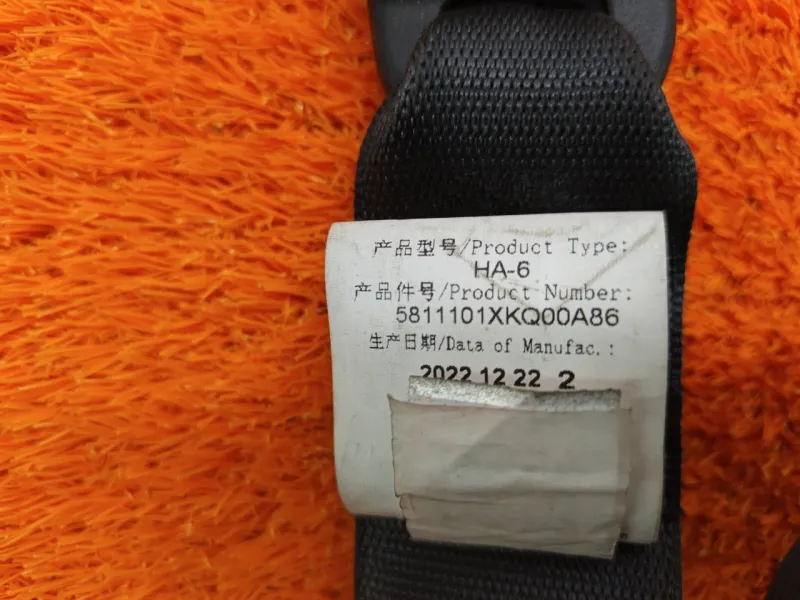 产品型号/Product Type:
HA-6
产品件号/Product Number:
5811101XKQ00A86
生产日期/Data of Manufac.:
2022 12 22 2